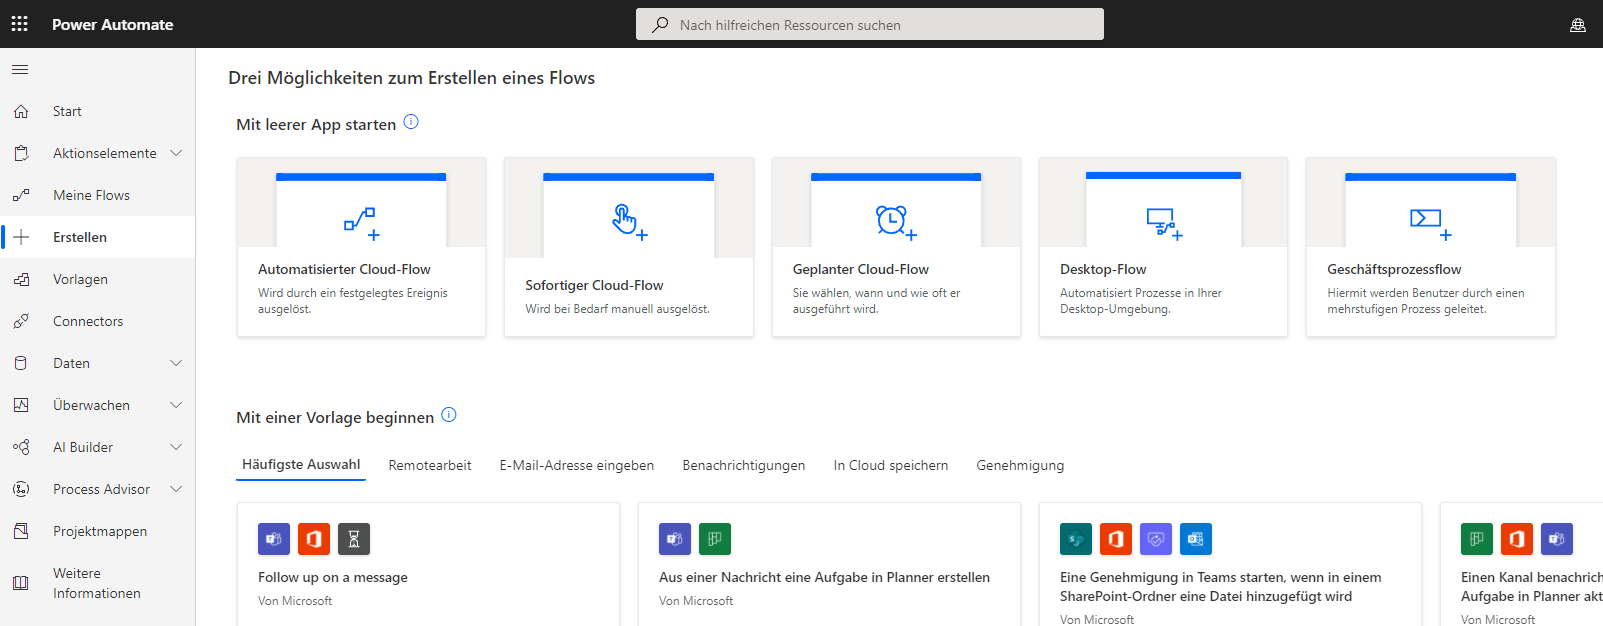 Power Automate
Nach hilfreichen Ressourcen suchen
Start
Aktionselemente
Meine Flows
Erstellen
Vorlagen
Connectors
Daten
Überwachen
AI Builder
Process Advisor
Projektmappen
Weitere
Informationen
Drei Möglichkeiten zum Erstellen eines Flows
Mit leerer App starten
Automatisierter Cloud-Flow
Wird durch ein festgelegtes Ereignis
ausgelöst.
Sofortiger Cloud-Flow
Wird bei Bedarf manuell ausgelöst.
Geplanter Cloud-Flow
Sie wählen, wann und wie oft er
ausgeführt wird.
Desktop-Flow
Automatisiert Prozesse in Ihrer
Desktop-Umgebung.
Geschäftsprozessflow
Hiermit werden Benutzer durch einen
mehrstufigen Prozess geleitet.
Mit einer Vorlage beginnen
Häufigste Auswahl
Remotearbeit
E-Mail-Adresse eingeben
Benachrichtigungen
In Cloud speichern
Genehmigung
Follow up on a message
Von Microsoft
Aus einer Nachricht eine Aufgabe in Planner erstellen
Von Microsoft
Eine Genehmigung in Teams starten, wenn in einem
SharePoint-Ordner eine Datei hinzugefügt wird
Von Microsoft
Einen Kanal benachrich
Aufgabe in Planner akt
Von Microsoft